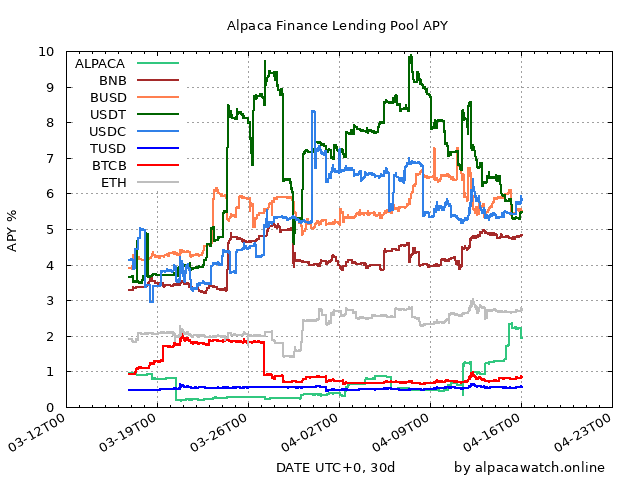 Alpaca Finance Lending Pool APY
10
9
8
7
6
5
4
3
2
1
0
APY %
ALPACA
BNB
BUSD
USDT
USDC
TUSD
BTCB
ETH
03-12T00
03-19T00
03-26T00
04-02T00
04-09T00
04-16T00
04-23T00
DATE UTC+0, 30d
by alpacawatch.online